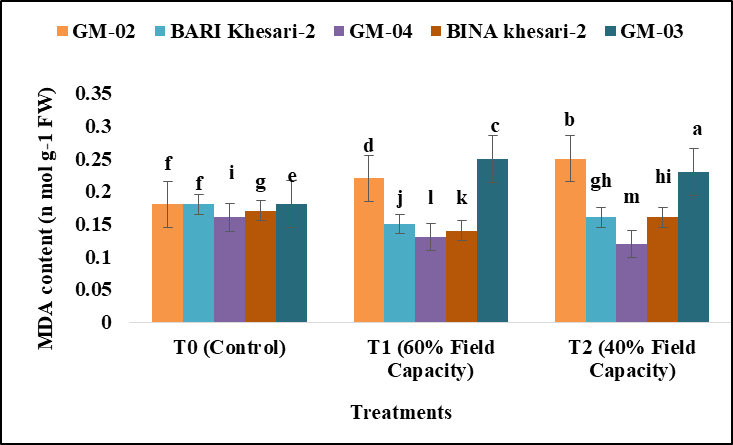 GM-02 BARI Khesari-2 GM-04 BINA khesari-2 GM-03
MDA content (n mol g-1 FW)
0.35
0.3
0.25
0.2
0.15
0.1
0.05
0
f f i g e
d j l k c
b gh m hi a
T0 (Control)
T1 (60% Field
Capacity)
T2 (40% Field
Capacity)
Treatments